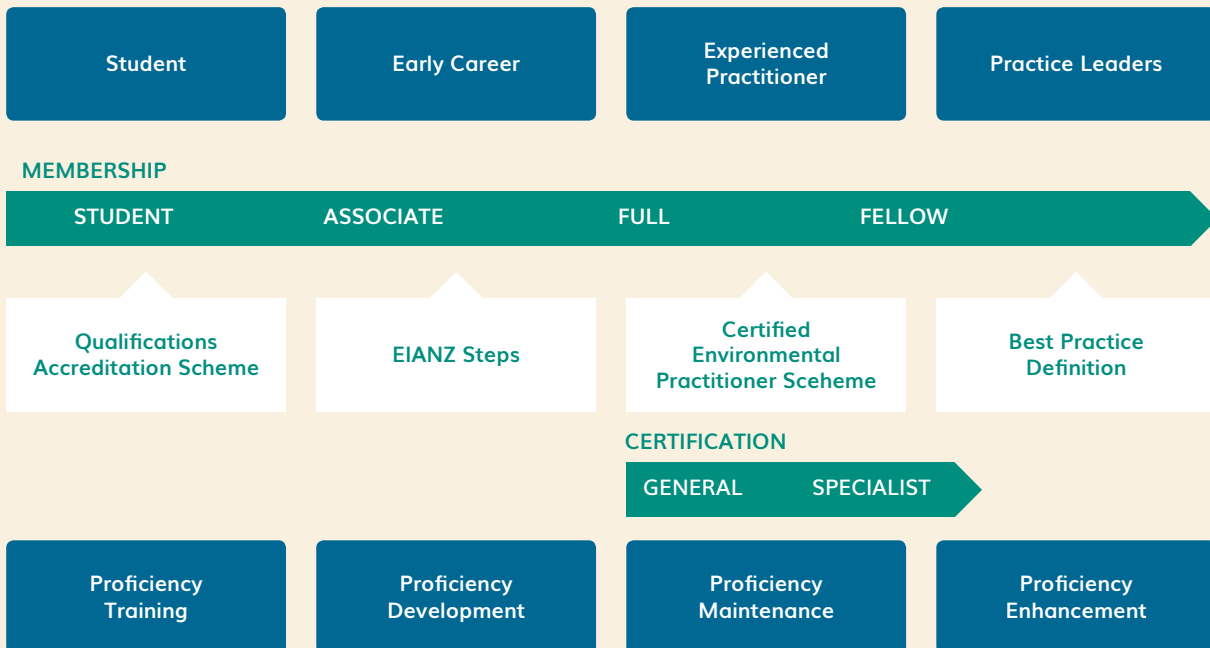 Student
Early Career
Experienced
Practitioner
Practice Leaders
MEMBERSHIP
STUDENT
ASSOCIATE
FULL
FELLOW
Qualifications
Accreditation Scheme
EIANZ Steps
Certified
Environmental
Practitioner Sceheme
Best Practice
Definition
CERTIFICATION
GENERAL
SPECIALIST
Proficiency
Training
Proficiency
Development
Proficiency
Maintenance
Proficiency
Enhancement